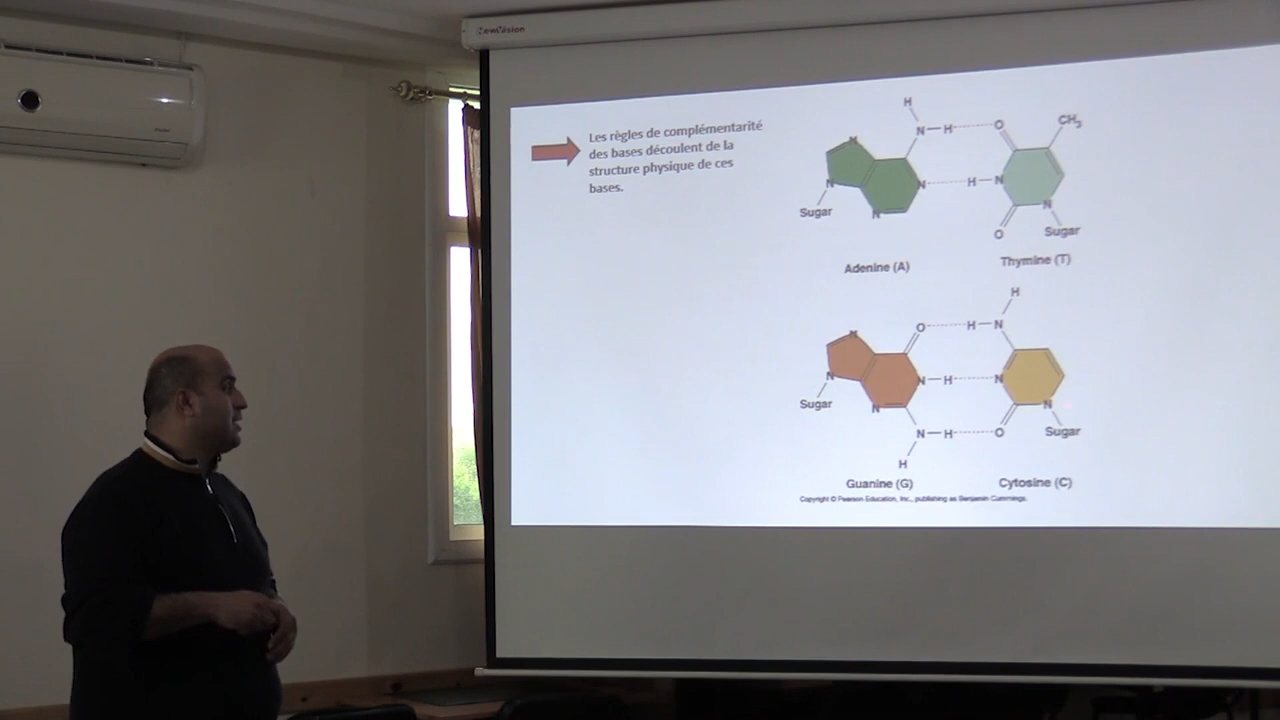 NewVision
Les règles de complémentarité
des bases découlent de la
structure physique de ces
bases.
H
N
H
O
CH3
N
N
H
N
N
N
N
Sugar
O
Sugar
Adenine (A)
Thymine (T)
H
O
H
N
N
N
H
N
N
N
N
Sugar
N
H
O
Sugar
H
Guanine (G)
Cytosine (C)
Copyright © Pearson Education, Inc., publishing as Benjamin Cummings.